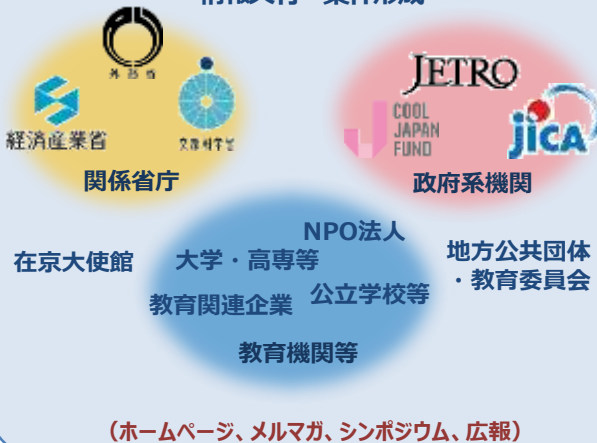 外務省
経済産業省
文部科学省
関係省庁
JETRO
COOL
JAPAN
FUND
jica
政府系機関
在京大使館
NPO法人
大学・高専等
教育関連企業
公立学校等
教育機関等
地方公共団体
・教育委員会
（ホームページ、メルマガ、シンポジウム、広報）